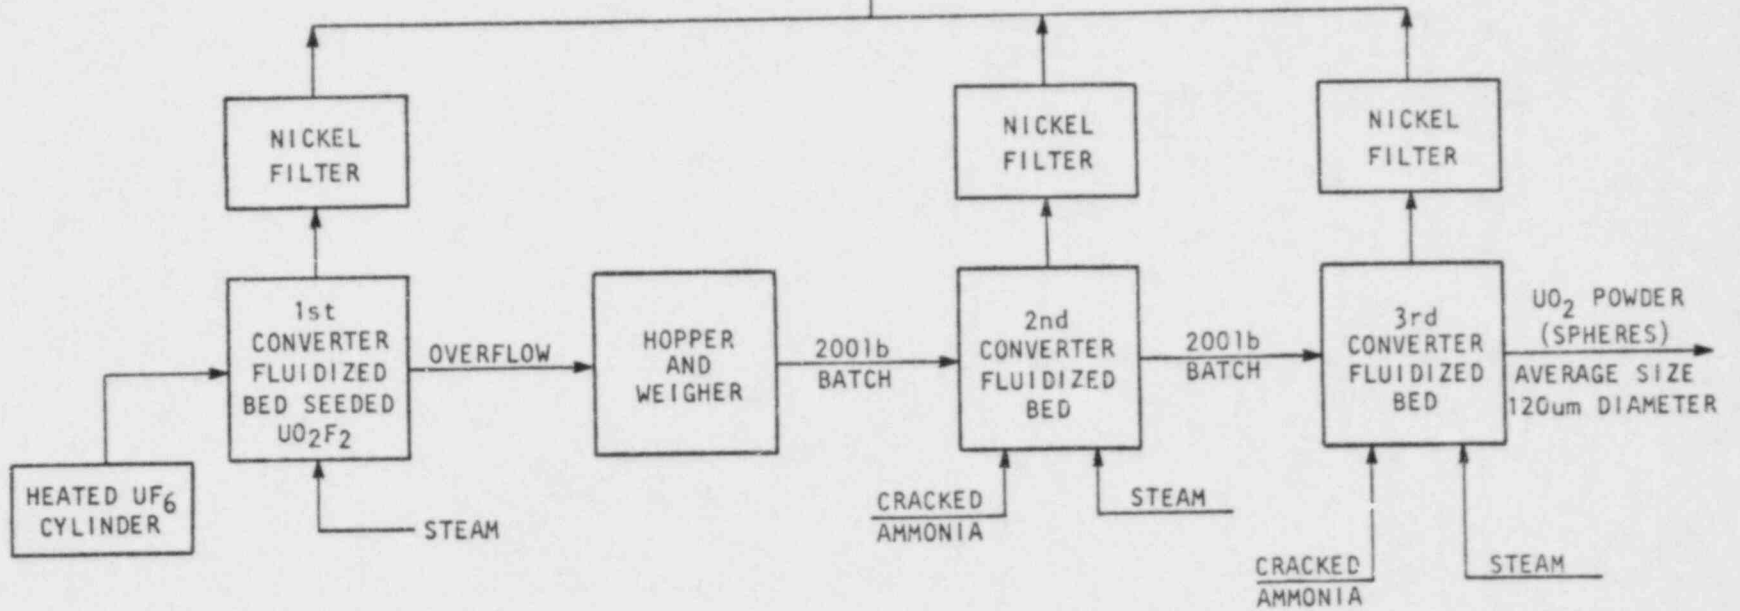 NICKEL
FILTER
NICKEL
FILTER
NICKEL
FILTER
1st
CONVERTER
FLUIDIZED
BED SEEDED
UO₂F₂
OVERFLOW
HOPPER
AND
WEIGHER
200lb
BATCH
2nd
CONVERTER
FLUIDIZED
BED
200lb
BATCH
3rd
CONVERTER
FLUIDIZED
BED
UO₂ POWDER
(SPHERES)
AVERAGE SIZE
120um DIAMETER
HEATED UF₆
CYLINDER
STEAM
CRACKED
AMMONIA
STEAM
CRACKED
AMMONIA
STEAM